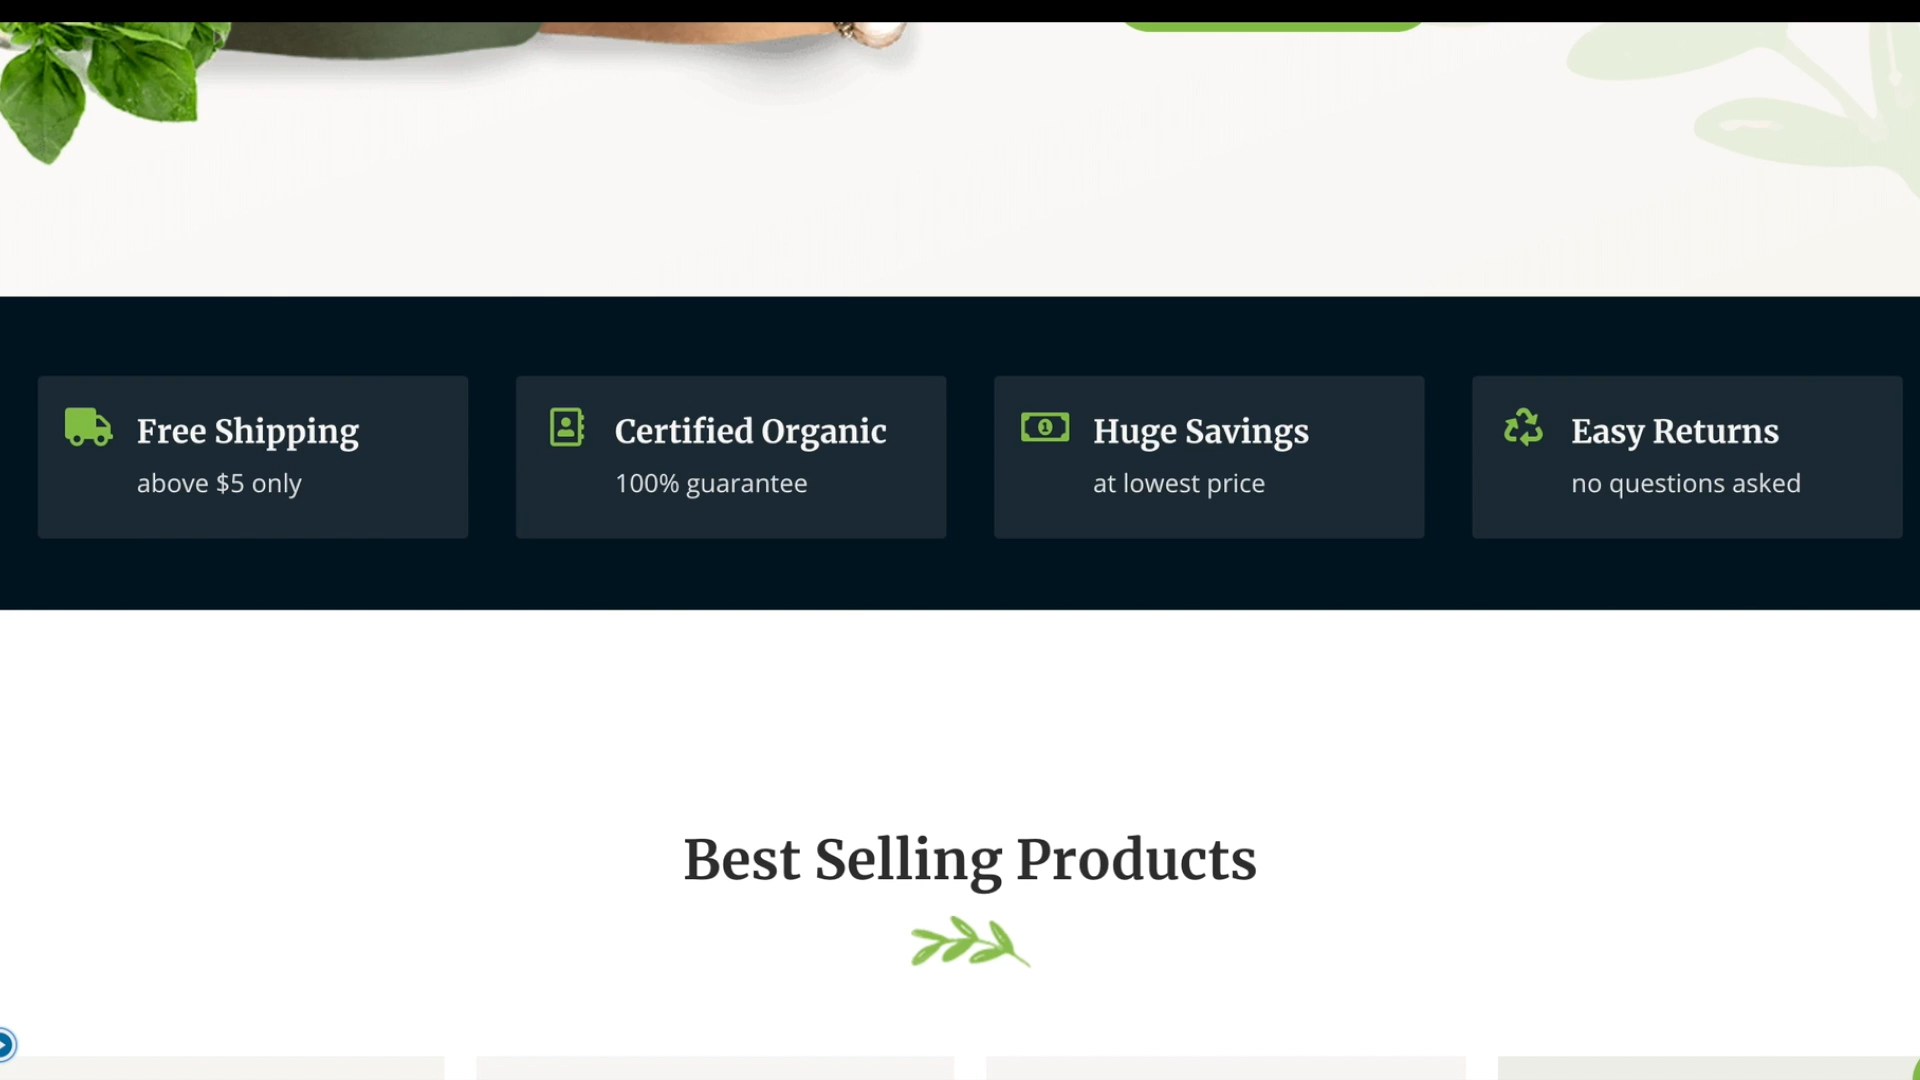 Free Shipping
above $5 only
Certified Organic
100% guarantee
Huge Savings
at lowest price
Easy Returns
no questions asked
Best Selling Products